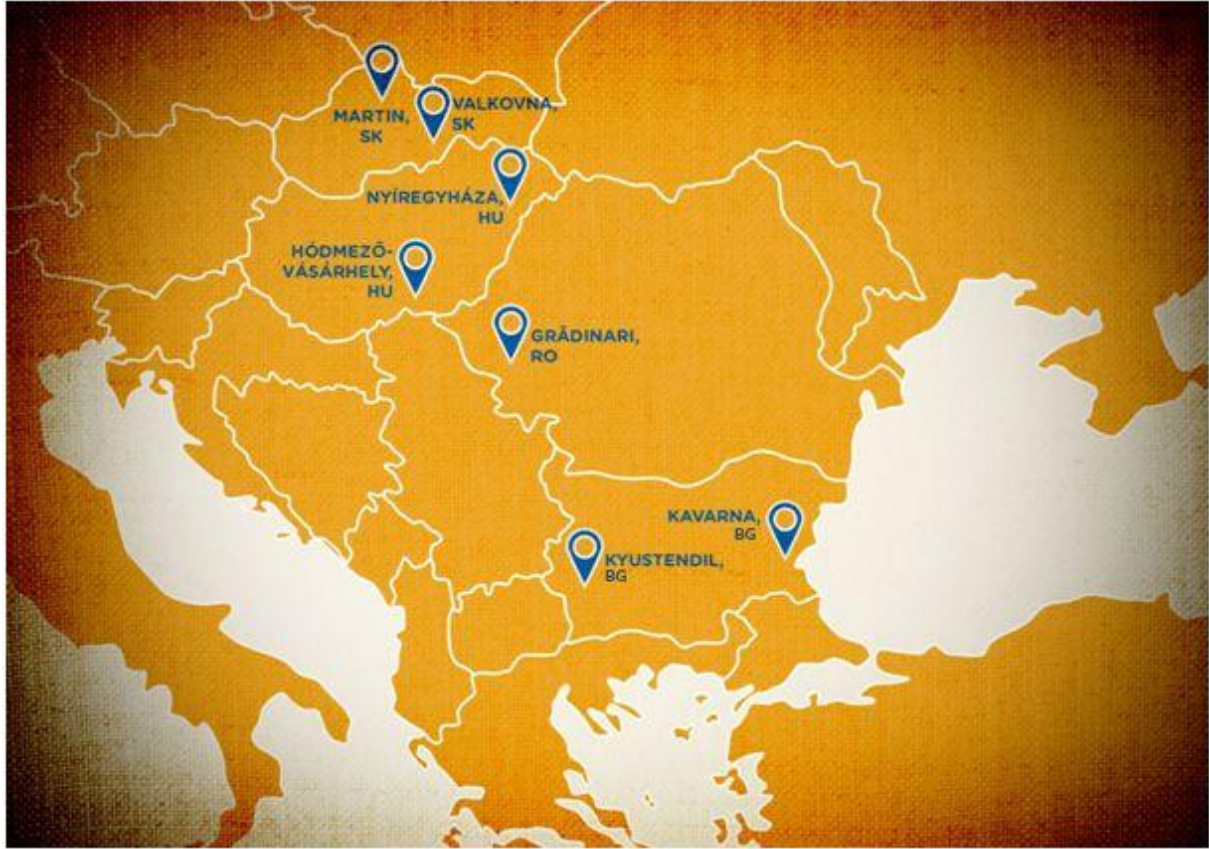 MARTIN,
SK
VALKOVNA,
SK
NYÍREGYHÁZA,
HU
HÓDMEZŐ-
VÁSÁRHELY,
HU
GRĂDINARI,
RO
KAVARNA,
BG
KYUSTENDIL,
BG